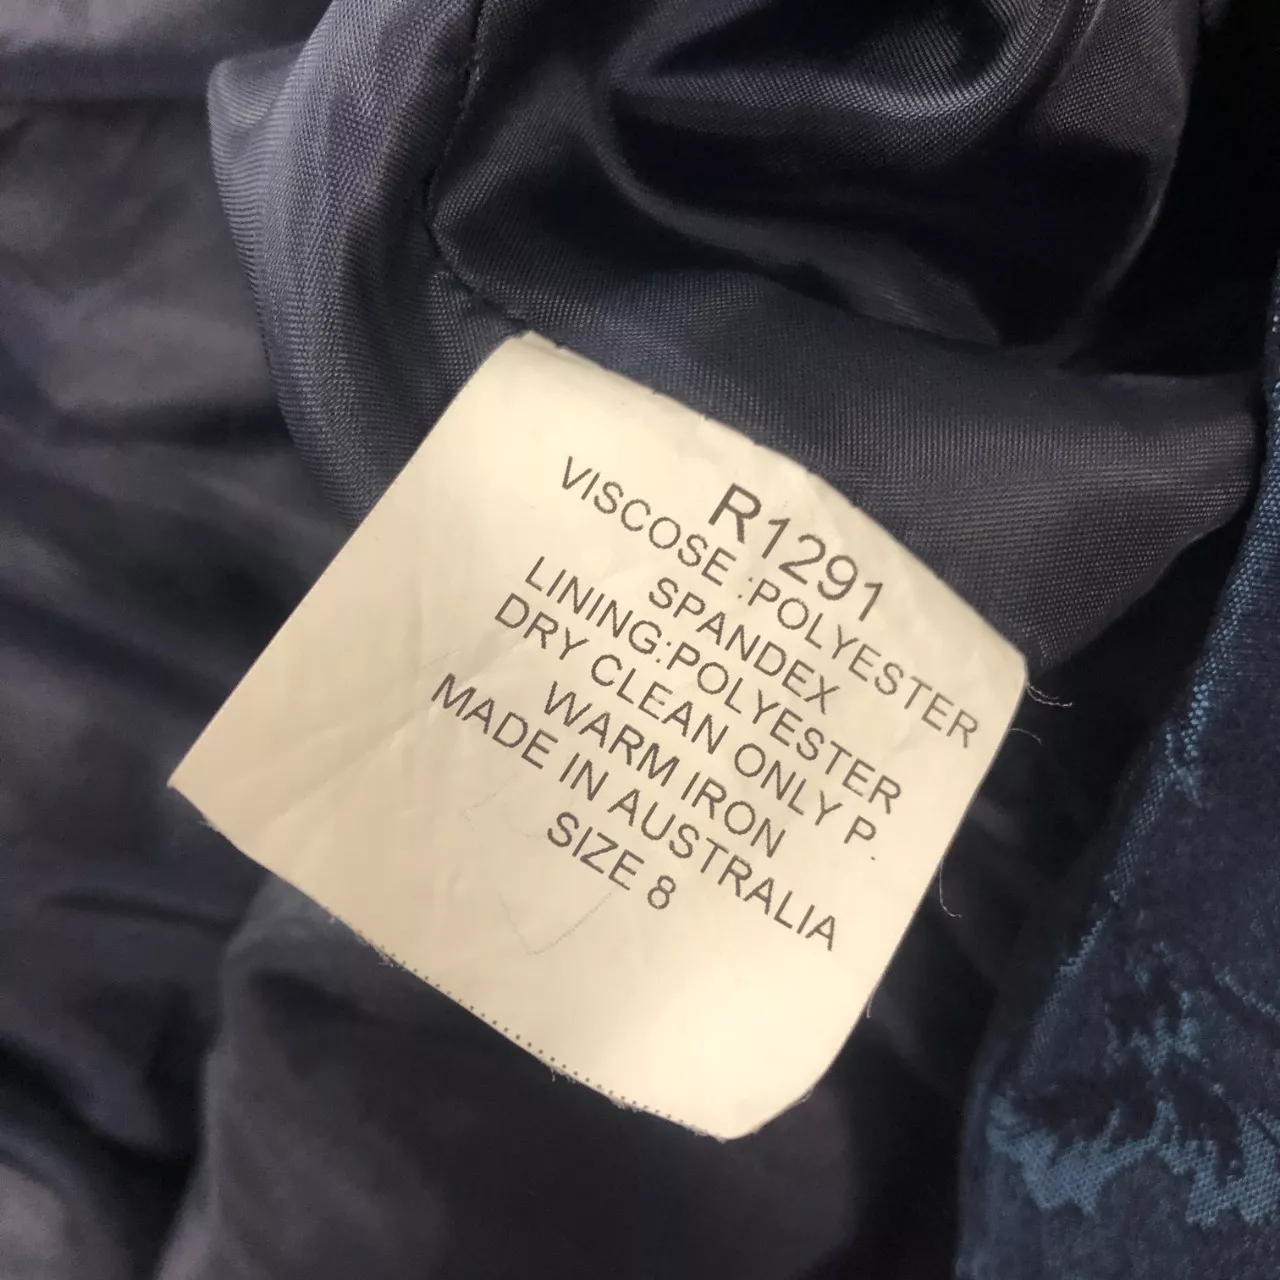 R1291
VISCOSE :POLYESTER
SPANDEX
LINING:POLYESTER
DRY CLEAN ONLY P.
WARM IRON
MADE IN AUSTRALIA
SIZE 8